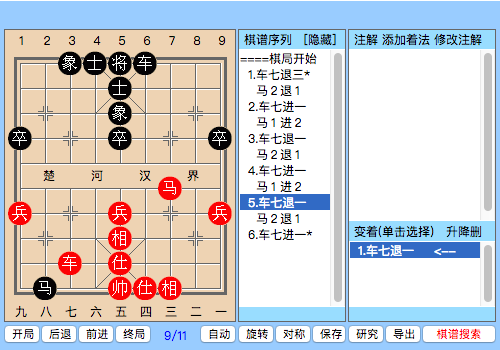 1 2 3 4 5 6 7 8 9
象 士 将 车
士
象
卒 卒 卒
楚 河 汉 界
马
兵 兵 兵
相
车 仕
马 帅 仕 相
九 八 七 六 五 四 三 二 一
棋谱序列 [隐藏]
====棋局开始
1.车七退三*
马2退1
2.车七进一
马1进2
3.车七退一
马2退1
4.车七进一
马1进2
5.车七退一
马2退1
6.车七进一*
注解 添加着法 修改注解
变着(单击选择) 升降删
1.车七退一 <--
开局 后退 前进 终局 9/11 自动 旋转 对称 保存 研究 导出 棋谱搜索